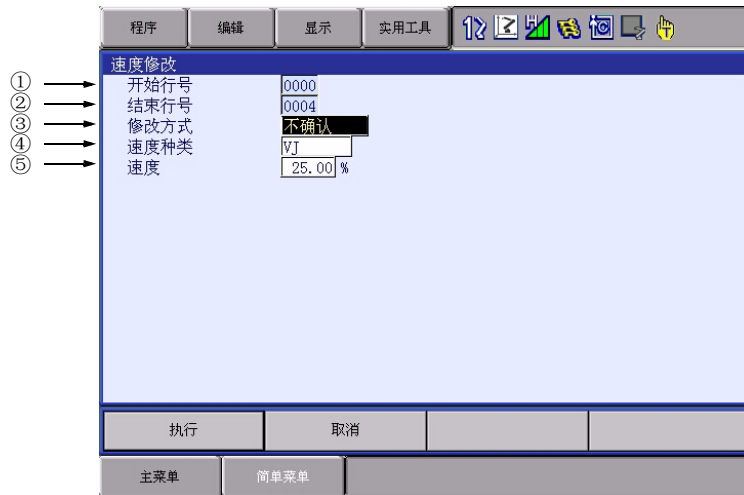 程序 编辑 显示 实用工具
速度修改
① 开始行号 0000
② 结束行号 0004
③ 修改方式 不确认
④ 速度种类 VJ
⑤ 速度 25.00 %
执行 取消
主菜单 简单菜单